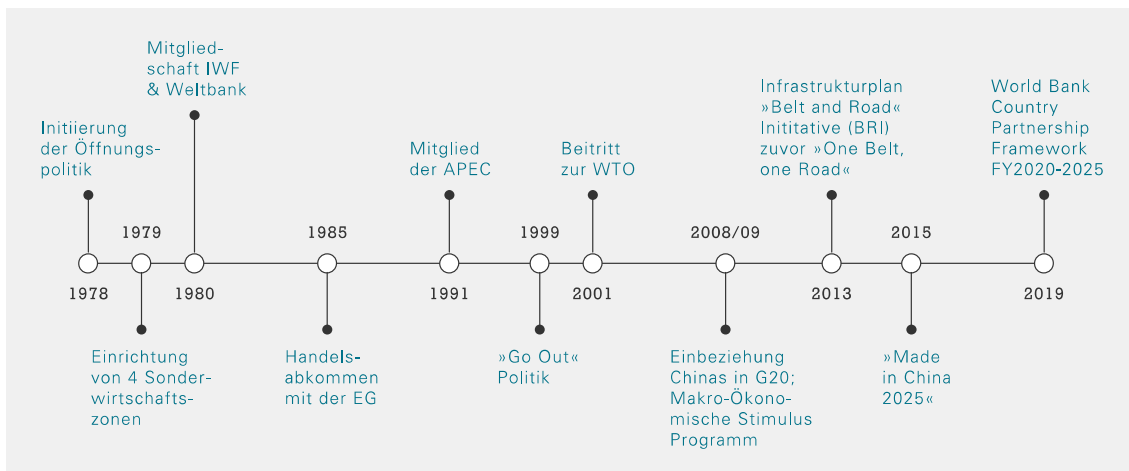 Initiierung
der Öffnungs-
politik
1978
1979
Einrichtung
von 4 Sonder-
wirtschafts-
zonen
Mitglied-
schaft IWF
& Weltbank
1980
1985
Handels-
abkommen
mit der EG
Mitglied
der APEC
1991
1999
»Go Out«
Politik
Beitritt
zur WTO
2001
2008/09
Einbeziehung
Chinas in G20;
Makro-Ökono-
mische Stimulus
Programm
Infrastrukturplan
»Belt and Road«
Inititative (BRI)
zuvor »One Belt,
one Road«
2013
2015
»Made
in China
2025«
World Bank
Country
Partnership
Framework
FY2020-2025
2019